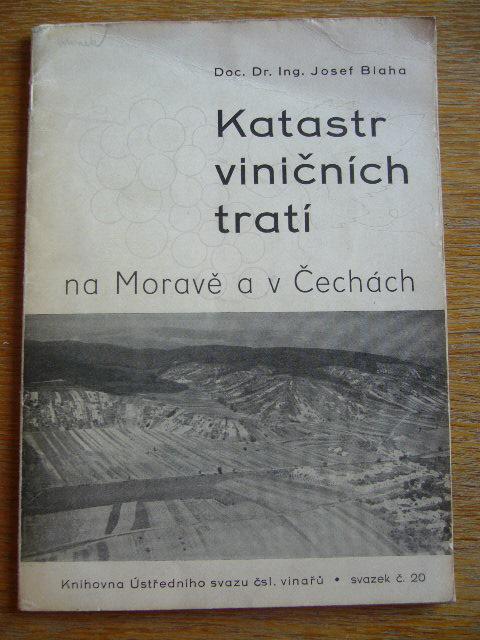 Doc. Dr. Ing. Josef Blaha
Katastr
viničních
tratí
na Moravě a v Čechách
Knihovna Ústředního svazu čsl. vinařů • svazek č. 20